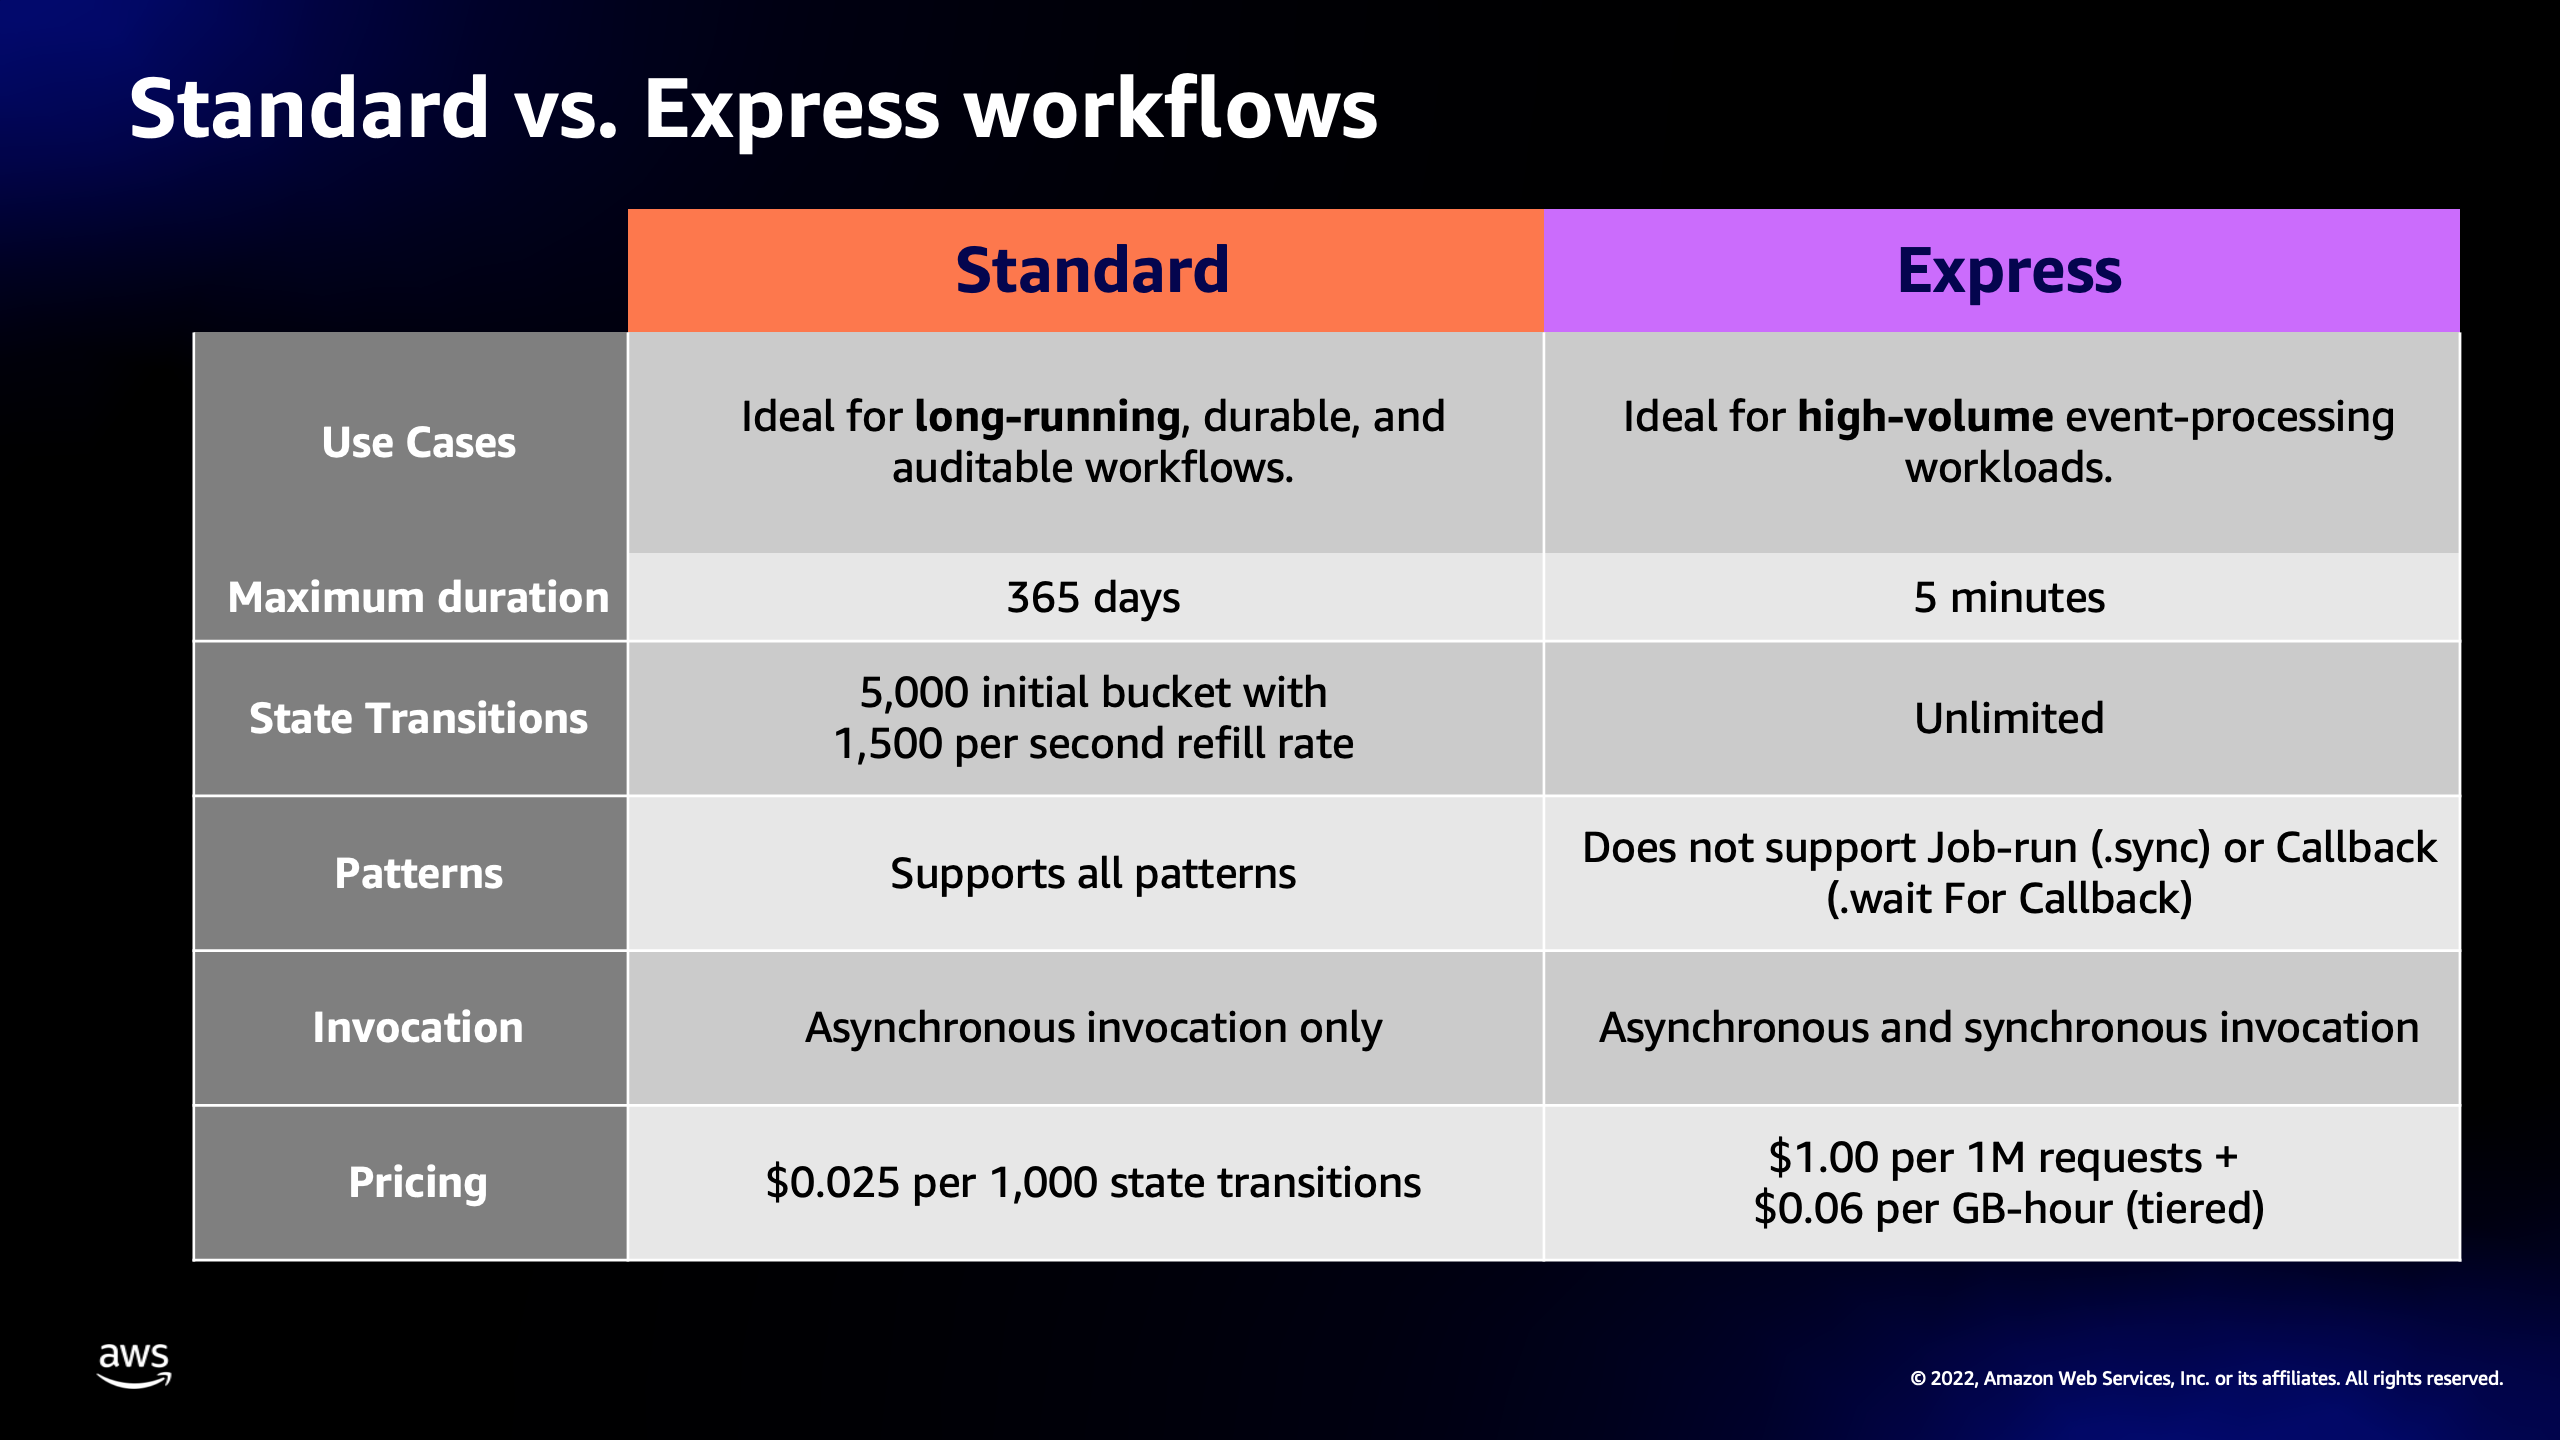 Standard vs. Express workflows
Standard
Express
Use Cases
Ideal for long-running, durable, and
auditable workflows.
Ideal for high-volume event-processing
workloads.
Maximum duration
365 days
5 minutes
State Transitions
5,000 initial bucket with
1,500 per second refill rate
Unlimited
Patterns
Supports all patterns
Does not support Job-run (.sync) or Callback
(.wait For Callback)
Invocation
Asynchronous invocation only
Asynchronous and synchronous invocation
Pricing
$0.025 per 1,000 state transitions
$1.00 per 1M requests +
$0.06 per GB-hour (tiered)
aws
© 2022, Amazon Web Services, Inc. or its affiliates. All rights reserved.